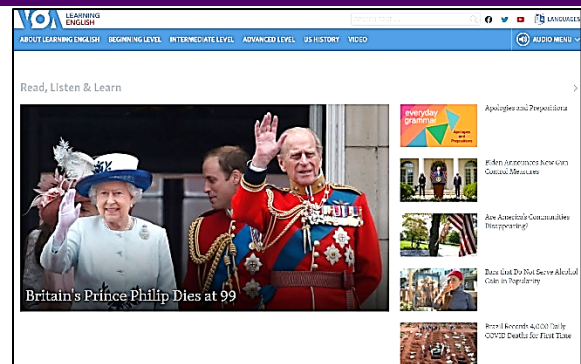 VOA LEARNING
ENGLISH
LANGUAGES
ABOUT LEARNING ENGLISH BEGINNING LEVEL INTERMEDIATE LEVEL ADVANCED LEVEL US HISTORY VIDEO
AUDIO MENU
Read, Listen & Learn
Britain's Prince Philip Dies at 99
everyday
grammar
Apologies and
Prepositions
Apologies and Prepositions
Biden Announces New Gun
Control Measures
Are America's Communities
Disappearing?
Bars that Do Not Serve Alcohol
Gain in Popularity
Brazil Records 4,000 Daily
COVID Deaths for First Time